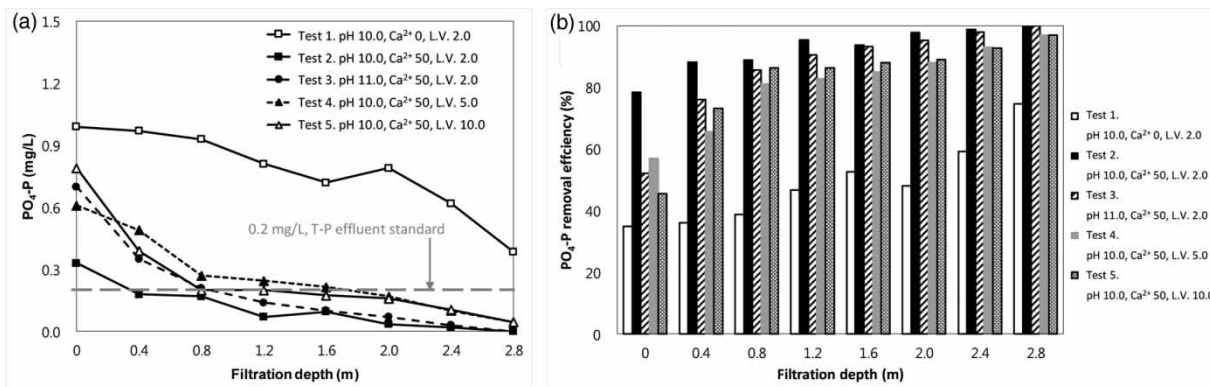 (a)
1.5
1.2
0.9
0.6
0.3
0.0
PO₄-P (mg/L)
Test 1. pH 10.0, Ca²⁺ 0, L.V. 2.0
Test 2. pH 10.0, Ca²⁺ 50, L.V. 2.0
Test 3. pH 11.0, Ca²⁺ 50, L.V. 2.0
Test 4. pH 10.0, Ca²⁺ 50, L.V. 5.0
Test 5. pH 10.0, Ca²⁺ 50, L.V. 10.0
0.2 mg/L, T-P effluent standard
0 0.4 0.8 1.2 1.6 2.0 2.4 2.8
Filtration depth (m)
(b)
100
80
60
40
20
0
PO₄-P removal effciency (%)
0 0.4 0.8 1.2 1.6 2.0 2.4 2.8
Filtration depth (m)
Test 1.
pH 10.0, Ca²⁺ 0, L.V. 2.0
Test 2.
pH 10.0, Ca²⁺ 50, L.V. 2.0
Test 3.
pH 11.0, Ca²⁺ 50, L.V. 2.0
Test 4.
pH 10.0, Ca²⁺ 50, L.V. 5.0
Test 5.
pH 10.0, Ca²⁺ 50, L.V. 10.0